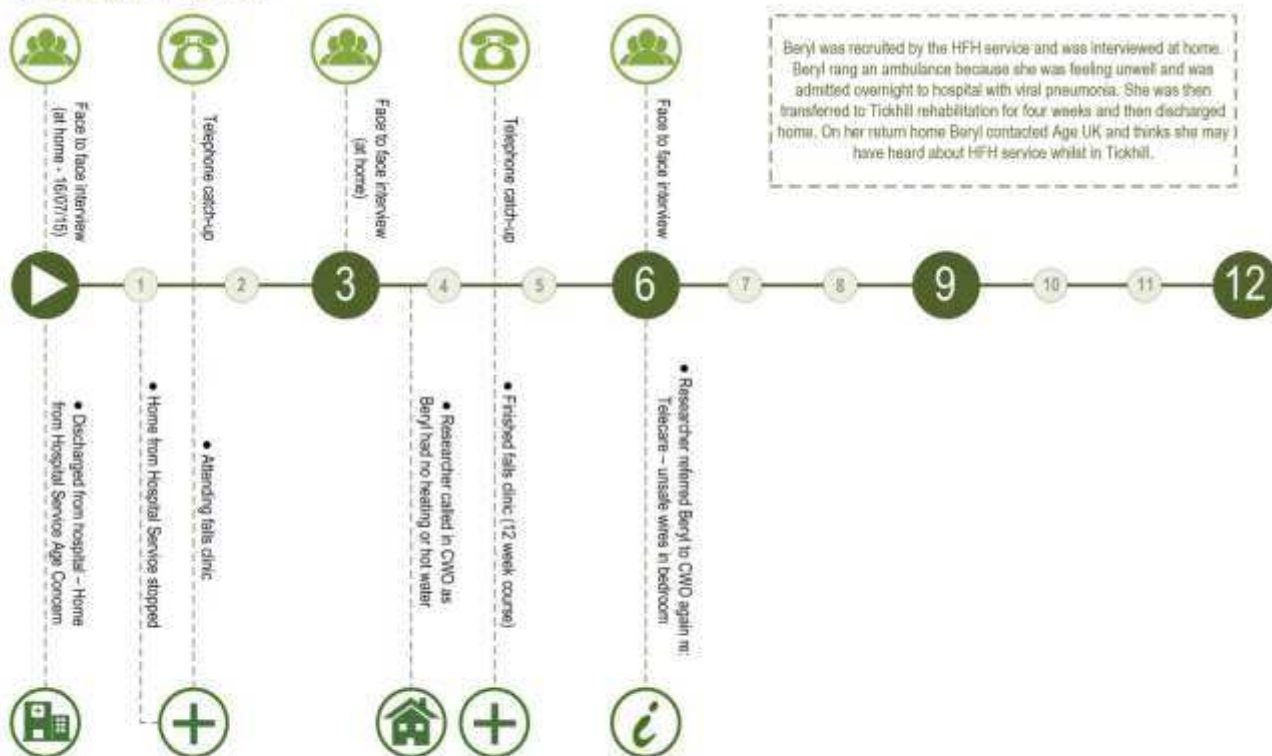 Beryl was recruited by the HFH service and was interviewed at home.
Beryl rang an ambulance because she was feeling unwell and was
admitted overnight to hospital with viral pneumonia. She was then
transferred to Tickhill rehabilitation for four weeks and then discharged
home. On her return home Beryl contacted Age UK and thinks she may
have heard about HFH service whilst in Tickhill.
Face to face interview
(at home - 16/07/15)
Telephone catch-up
Face to face interview
(at home)
Telephone catch-up
Face to face interview
1
2
3
4
5
6
7
8
9
10
11
12
• Discharged from hospital – Home
from Hospital Service Age Concern
• Home from Hospital Service stopped
• Attending falls clinic
• Researcher called in CWO as
Beryl had no heating or hot water
• Finished falls clinic (12 week course)
• Researcher referred Beryl to CWO again re:
Telecare – unsafe wires in bedroom
i